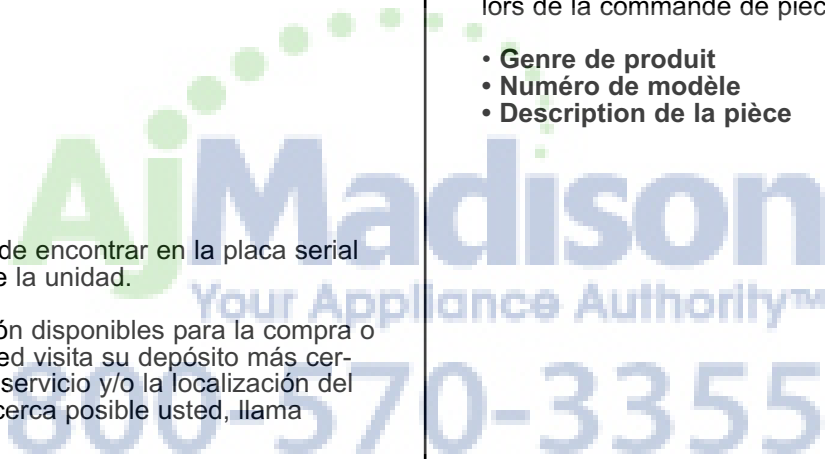 de encontrar en la placa serial
e la unidad.
ón disponibles para la compra o
ed visita su depósito más cer-
servicio y/o la localización del
cerca posible usted, llama
lors de la commande de pièc
• Genre de produit
• Numéro de modèle
• Description de la pièce
AjMadison
Your Appliance Authority™
800-570-3355